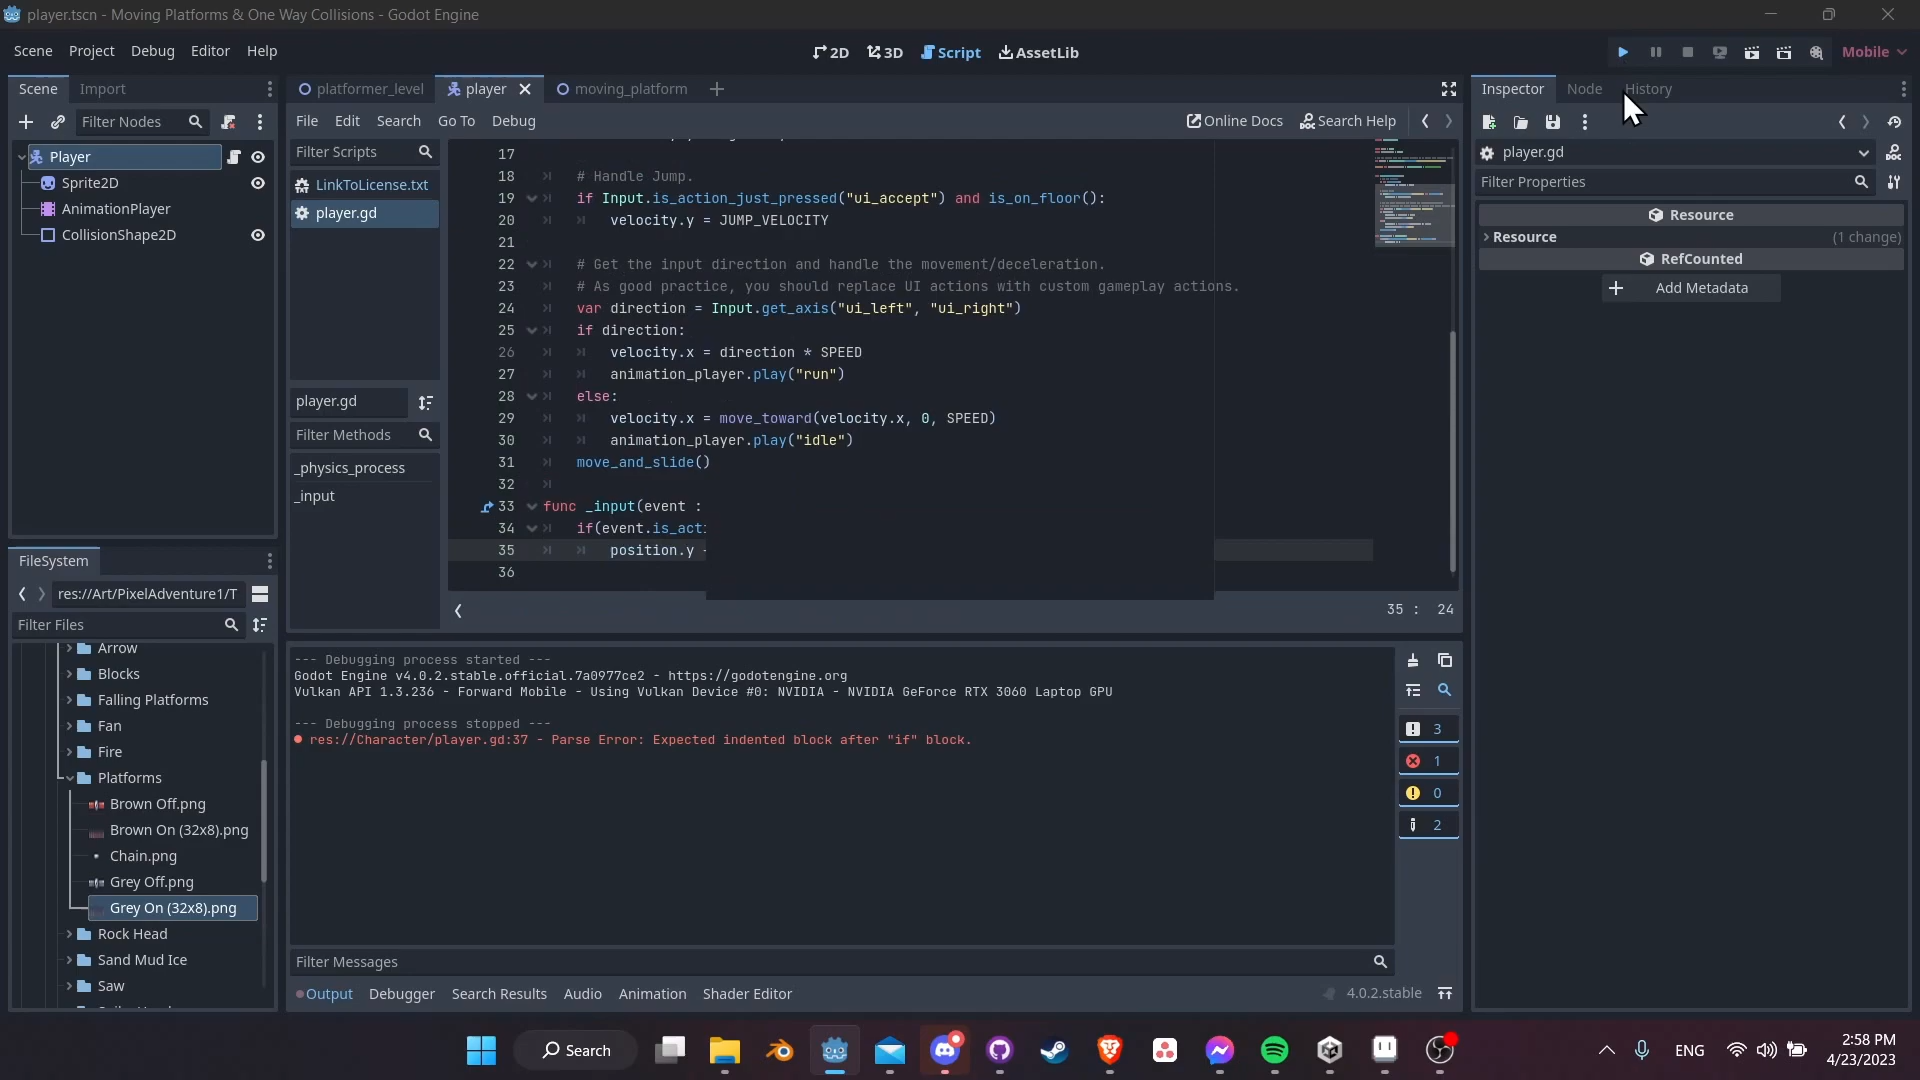 player.tscn - Moving Platforms & One Way Collisions - Godot Engine
Scene Project Debug Editor Help
2D 3D Script AssetLib
Mobile
Scene Import
platformer_level player moving_platform
Inspector Node History
Filter Nodes
File Edit Search Go To Debug
Online Docs Search Help
Player
Sprite2D
AnimationPlayer
CollisionShape2D
Filter Scripts
LinkToLicense.txt
player.gd
player.gd
Filter Methods
_physics_process
_input
17
18 # Handle Jump.
19 if Input.is_action_just_pressed("ui_accept") and is_on_floor():
20 velocity.y = JUMP_VELOCITY
21
22 # Get the input direction and handle the movement/deceleration.
23 # As good practice, you should replace UI actions with custom gameplay actions.
24 var direction = Input.get_axis("ui_left", "ui_right")
25 if direction:
26 velocity.x = direction * SPEED
27 animation_player.play("run")
28 else:
29 velocity.x = move_toward(velocity.x, 0, SPEED)
30 animation_player.play("idle")
31 move_and_slide()
32
33 func _input(event :
34 if(event.is_acti
35 position.y
36
35 : 24
player.gd
Filter Properties
Resource
Resource (1 change)
RefCounted
Add Metadata
FileSystem
res://Art/PixelAdventure1/T
Filter Files
Arrow
Blocks
Falling Platforms
Fan
Fire
Platforms
Brown Off.png
Brown On (32x8).png
Chain.png
Grey Off.png
Grey On (32x8).png
Rock Head
Sand Mud Ice
Saw
--- Debugging process started ---
Godot Engine v4.0.2.stable.official.7a0977ce2 - https://godotengine.org
Vulkan API 1.3.236 - Forward Mobile - Using Vulkan Device #0: NVIDIA - NVIDIA GeForce RTX 3060 Laptop GPU
--- Debugging process stopped ---
res://Character/player.gd:37 - Parse Error: Expected indented block after "if" block.
3
1
0
2
Filter Messages
Output Debugger Search Results Audio Animation Shader Editor
4.0.2.stable
Search
ENG
2:58 PM
4/23/2023